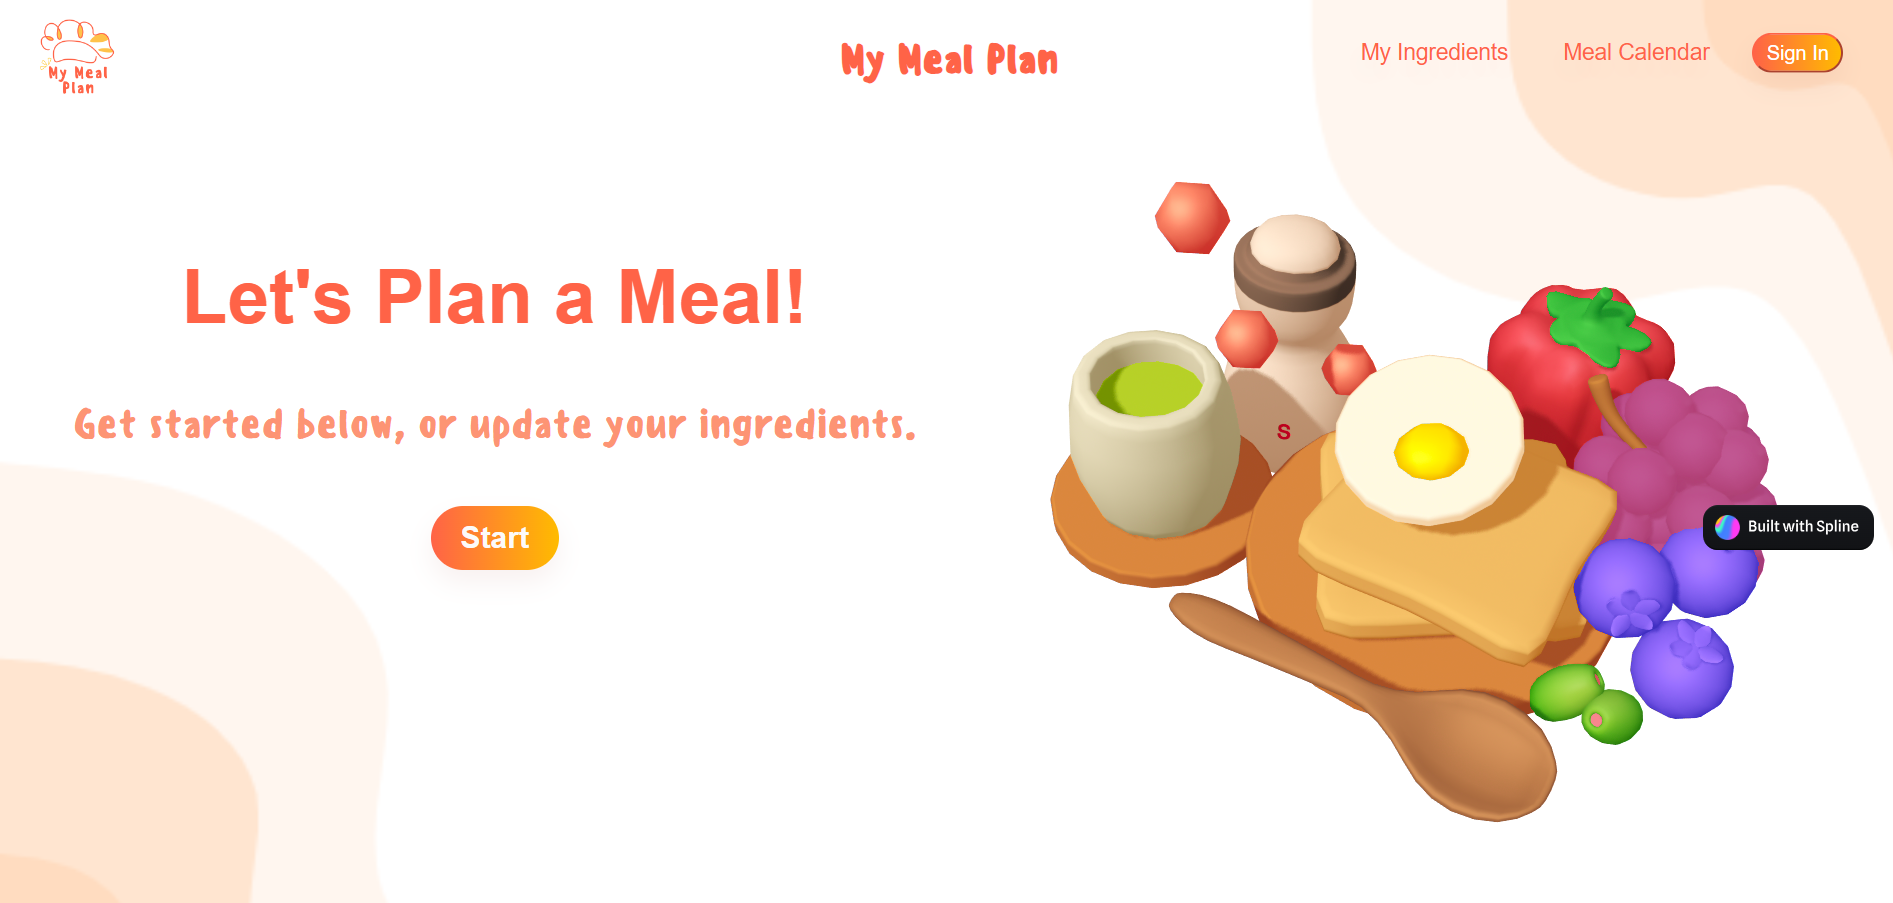 My Meal
Plan
My Meal Plan
My Ingredients
Meal Calendar
Sign In
Let's Plan a Meal!
Get started below, or update your ingredients.
Start
S
Built with Spline